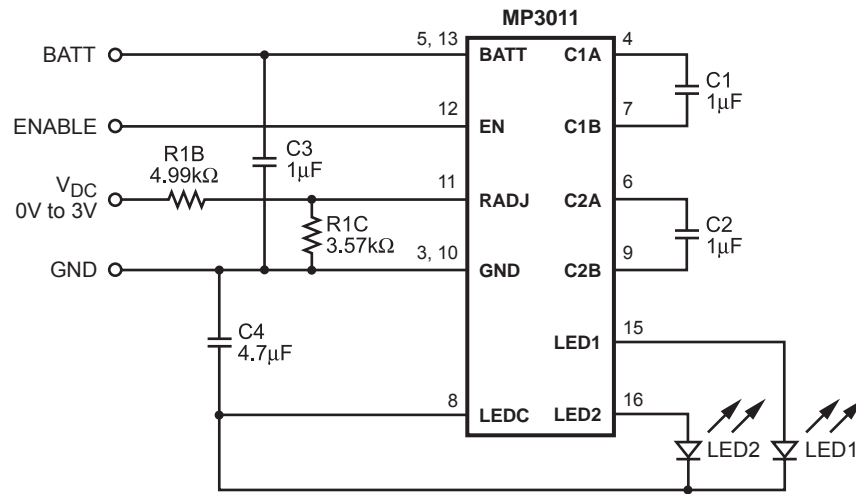 MP3011
BATT
5, 13
BATT
C1A
4
C1
1μF
ENABLE
12
EN
C1B
7
R1B
4.99kΩ
C3
1μF
VDC
0V to 3V
11
RADJ
C2A
6
R1C
3.57kΩ
C2
1μF
GND
3, 10
GND
C2B
9
C4
4.7μF
LED1
15
8
LEDC
LED2
16
LED2
LED1